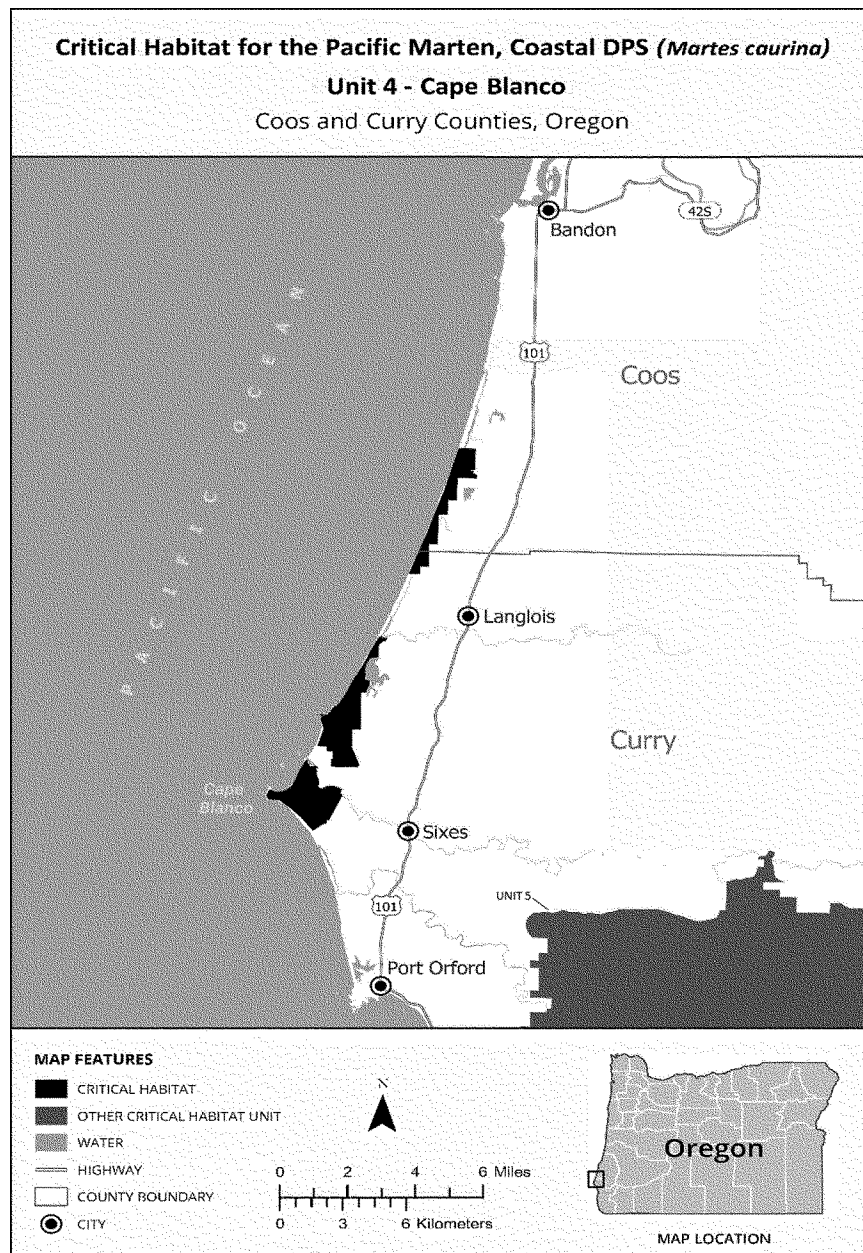 Critical Habitat for the Pacific Marten, Coastal DPS (Martes caurina)
Unit 4 - Cape Blanco
Coos and Curry Counties, Oregon
Bandon
42S
101
Coos
PACIFIC OCEAN
Langlois
Curry
Cape
Blanco
Sixes
UNIT 5
101
Port Orford
MAP FEATURES
CRITICAL HABITAT
OTHER CRITICAL HABITAT UNIT
WATER
HIGHWAY
COUNTY BOUNDARY
CITY
N
0 2 4 6 Miles
0 3 6 Kilometers
Oregon
MAP LOCATION